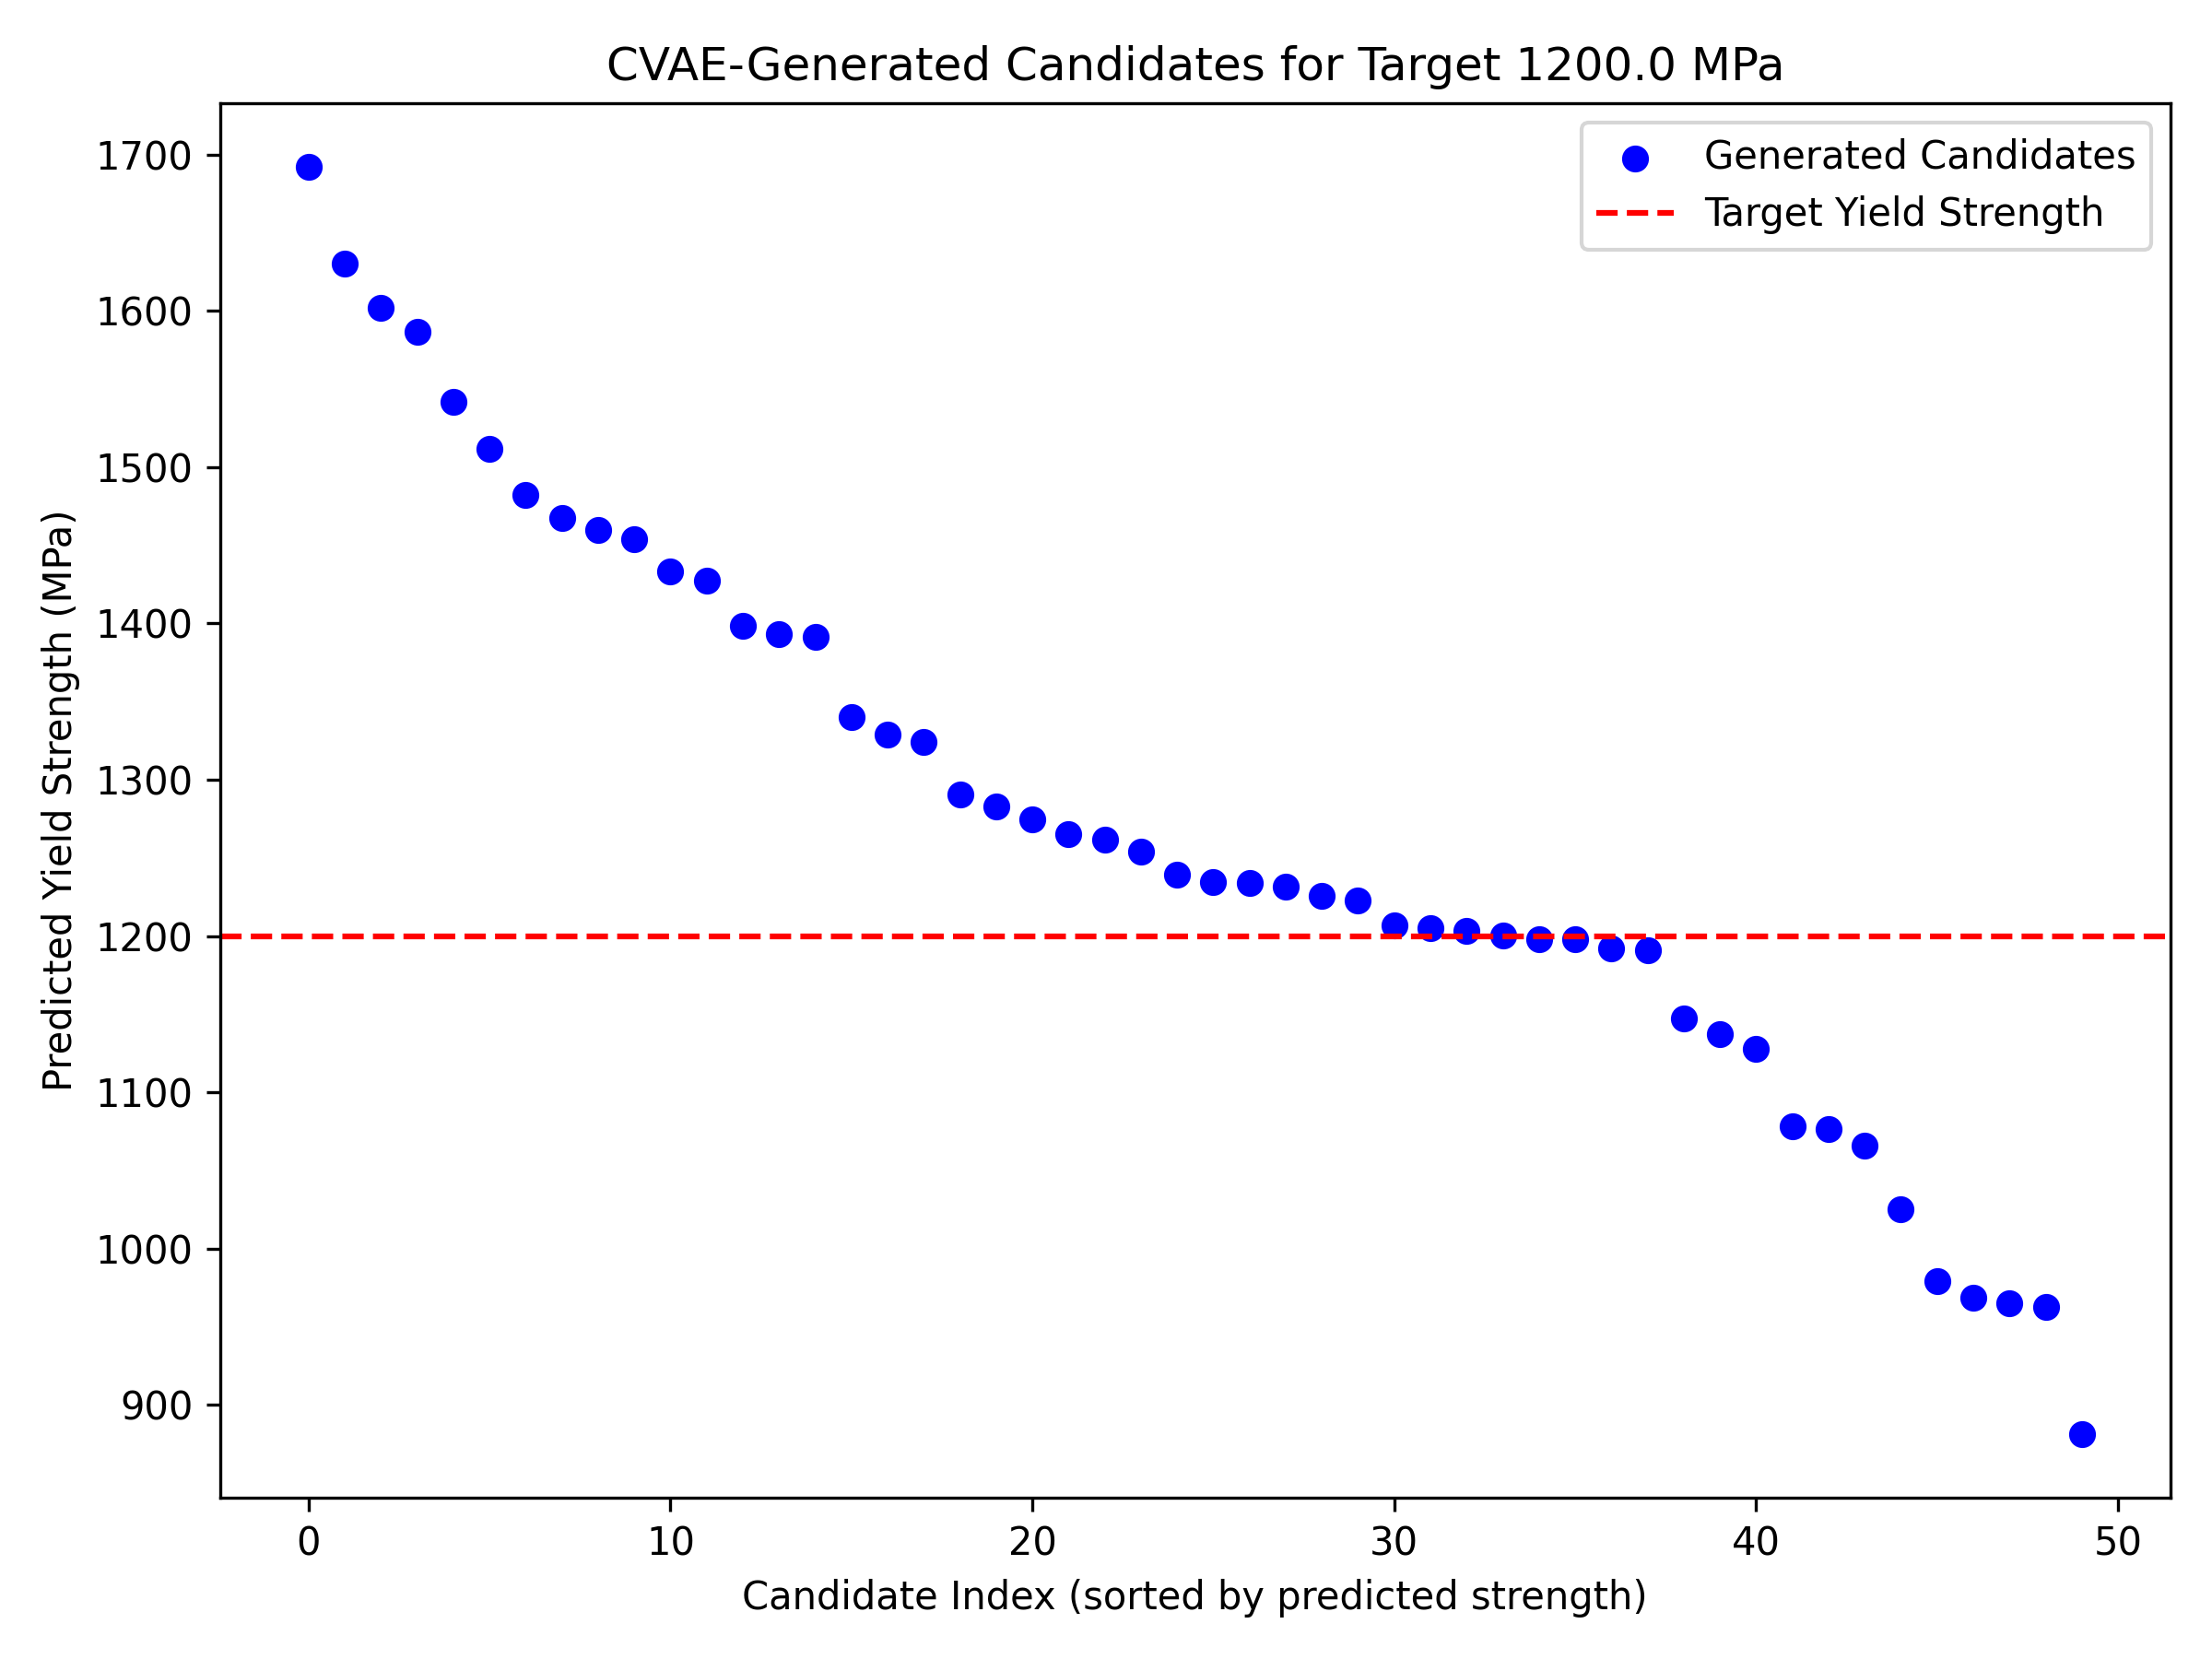 CVAE-Generated Candidates for Target 1200.0 MPa
Generated Candidates
Target Yield Strength
Predicted Yield Strength (MPa)
1700
1600
1500
1400
1300
1200
1100
1000
900
0 10 20 30 40 50
Candidate Index (sorted by predicted strength)